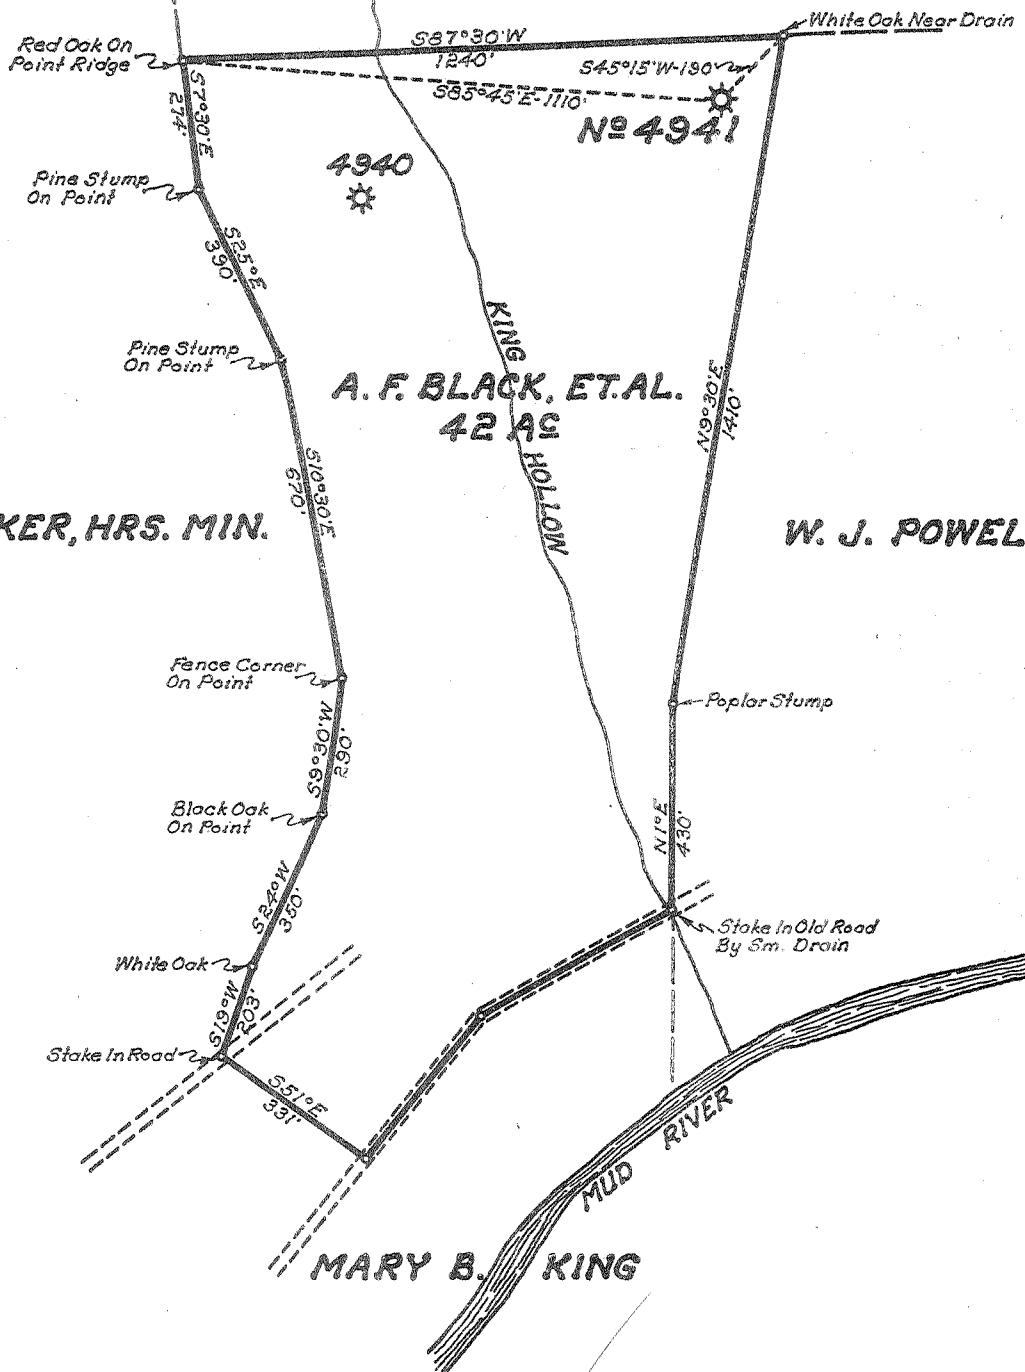 White Oak Near Drain
Red Oak On
Point Ridge
S87°30'W
1240'
S45°15'W-190'
S85°45'E-1110'
Nº 4941
S7°30'E
274'
4940
Pine Stump
On Point
S25°E
390'
KING HOLLOW
Pine Stump
On Point
A. F. BLACK, ET.AL.
42 Ac
N9°30'E
1410'
S10°30'E
670'
KER, HRS. MIN.
W. J. POWEL
Fence Corner
On Point
Poplar Stump
S9°30'W
292'
Black Oak
On Point
N1°E
430'
S24°W
350'
Stake In Old Road
By Sm. Drain
White Oak
S19°W
203'
Stake In Road
S51°E
331'
MUD RIVER
MARY B. KING